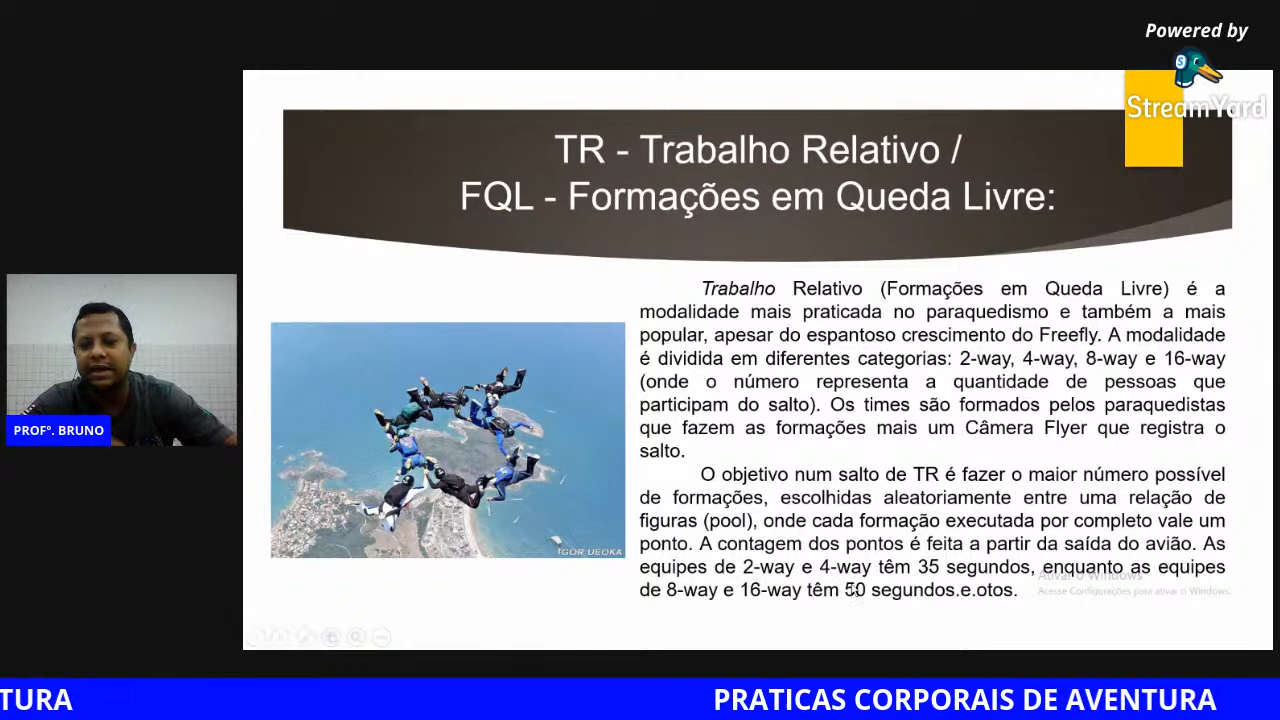 Powered by
StreamYard
TR - Trabalho Relativo /
FQL - Formações em Queda Livre:
Trabalho Relativo (Formações em Queda Livre) é a
modalidade mais praticada no paraquedismo e também a mais
popular, apesar do espantoso crescimento do Freefly. A modalidade
é dividida em diferentes categorias: 2-way, 4-way, 8-way e 16-way
(onde o número representa a quantidade de pessoas que
participam do salto). Os times são formados pelos paraquedistas
que fazem as formações mais um Câmera Flyer que registra o
salto.
O objetivo num salto de TR é fazer o maior número possível
de formações, escolhidas aleatoriamente entre uma relação de
figuras (pool), onde cada formação executada por completo vale um
ponto. A contagem dos pontos é feita a partir da saída do avião. As
equipes de 2-way e 4-way têm 35 segundos, enquanto as equipes
de 8-way e 16-way têm 50 segundos.e.otos.
Ativar o Windows
Acesse Configurações para ativar o Windows.
IGOR UEOKA
PROFº. BRUNO
TURA
PRATICAS CORPORAIS DE AVENTURA